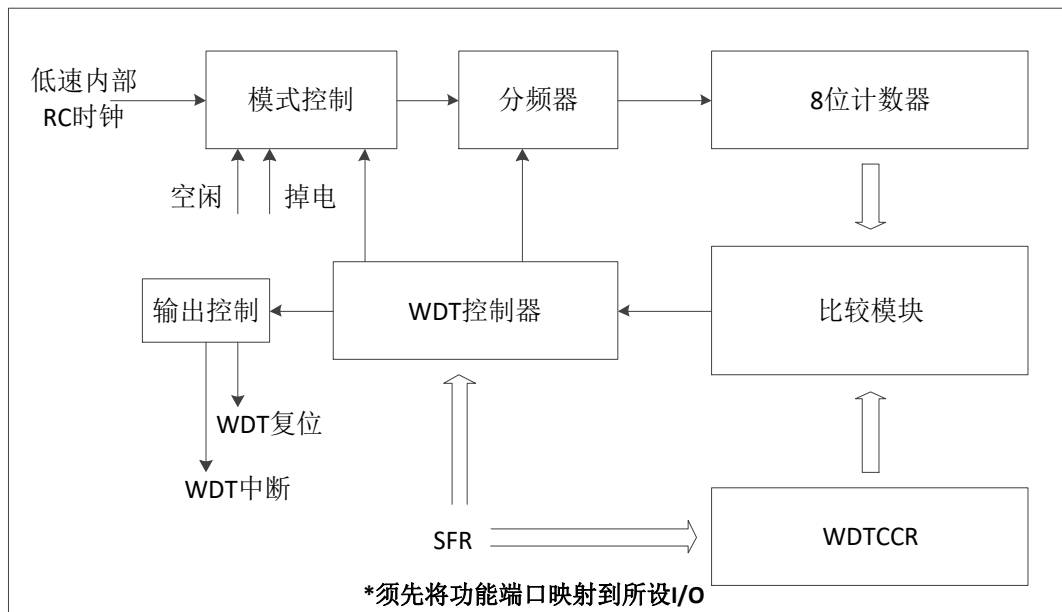 低速内部
RC时钟
模式控制
分频器
8位计数器
空闲
掉电
输出控制
WDT控制器
比较模块
WDT复位
WDT中断
SFR
WDTCCR
*须先将功能端口映射到所设I/O